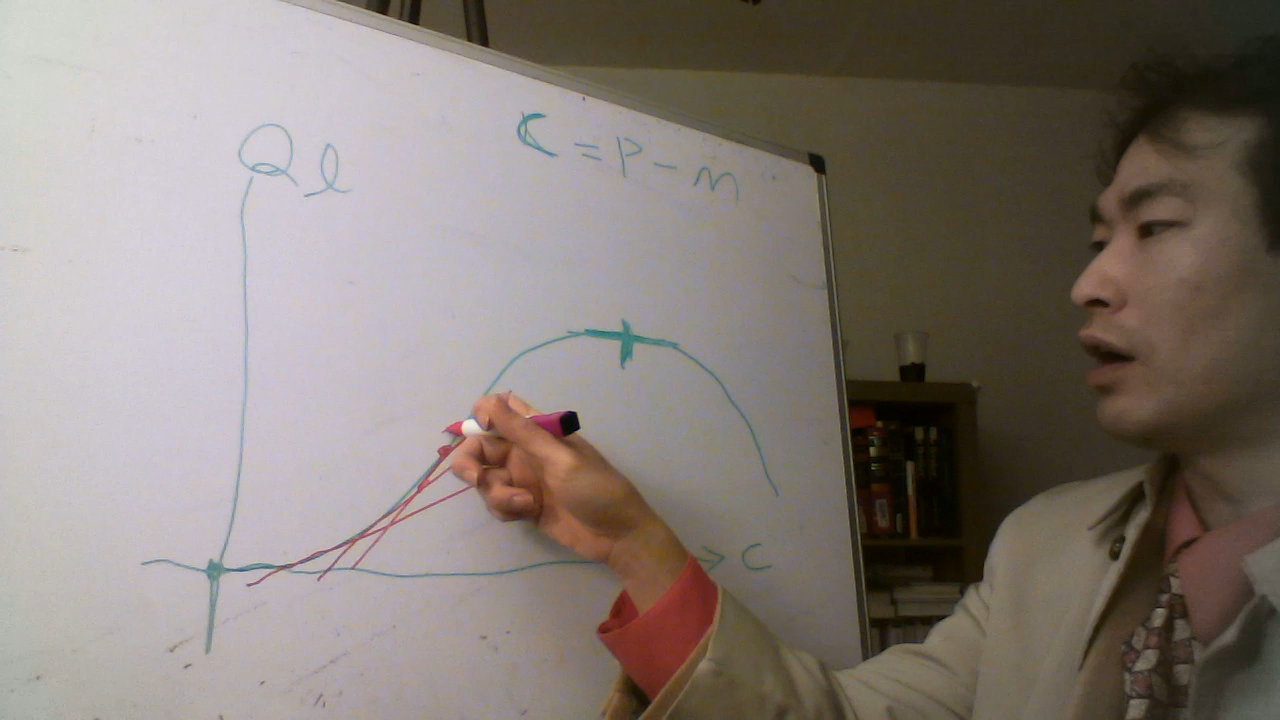 Ql
C = P - m
→ C